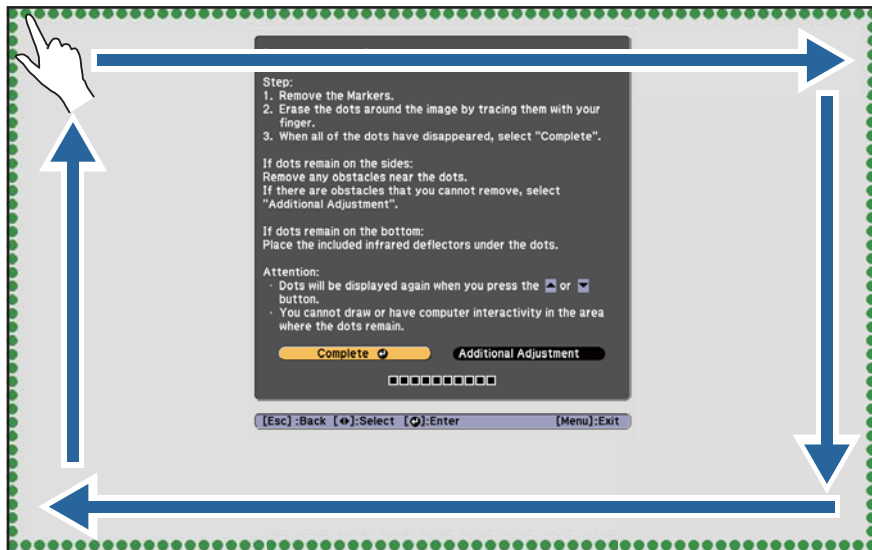 Step:
1. Remove the Markers.
2. Erase the dots around the image by tracing them with your
finger.
3. When all of the dots have disappeared, select "Complete".
If dots remain on the sides:
Remove any obstacles near the dots.
If there are obstacles that you cannot remove, select
"Additional Adjustment".
If dots remain on the bottom:
Place the included infrared deflectors under the dots.
Attention:
· Dots will be displayed again when you press the ▲ or ▼
button.
· You cannot draw or have computer interactivity in the area
where the dots remain.
Complete Additional Adjustment
[Esc] :Back [◀▶]:Select [⏎]:Enter [Menu]:Exit